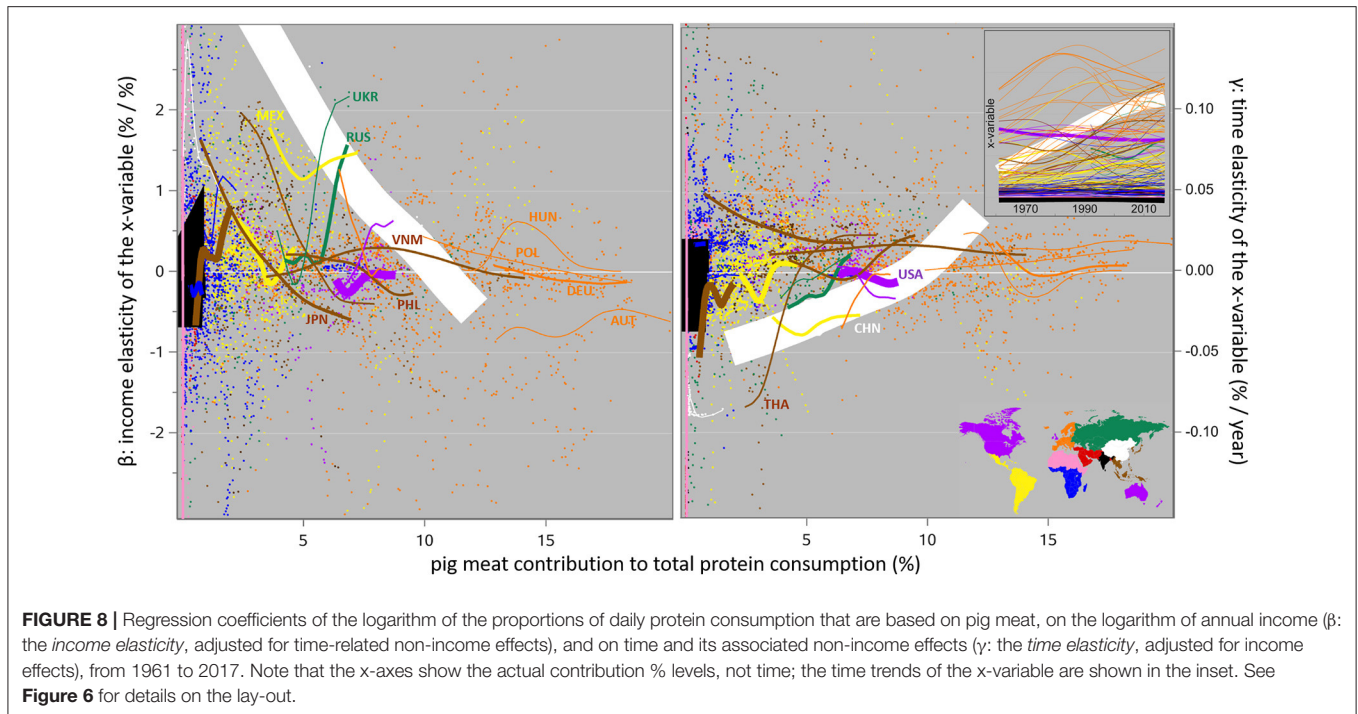 β: income elasticity of the x-variable (% / %)
2
1
0
-1
-2
MEX
UKR
RUS
VNM
HUN
POL
DEU
AUT
PHL
JPN
5
10
15
x-variable
1970
1990
2010
USA
CHN
THA
5
10
15
0.10
0.05
0.00
-0.05
-0.10
γ: time elasticity of the x-variable (% / year)
pig meat contribution to total protein consumption (%)
FIGURE 8 | Regression coefficients of the logarithm of the proportions of daily protein consumption that are based on pig meat, on the logarithm of annual income (β:
the income elasticity, adjusted for time-related non-income effects), and on time and its associated non-income effects (γ: the time elasticity, adjusted for income
effects), from 1961 to 2017. Note that the x-axes show the actual contribution % levels, not time; the time trends of the x-variable are shown in the inset. See
Figure 6 for details on the lay-out.